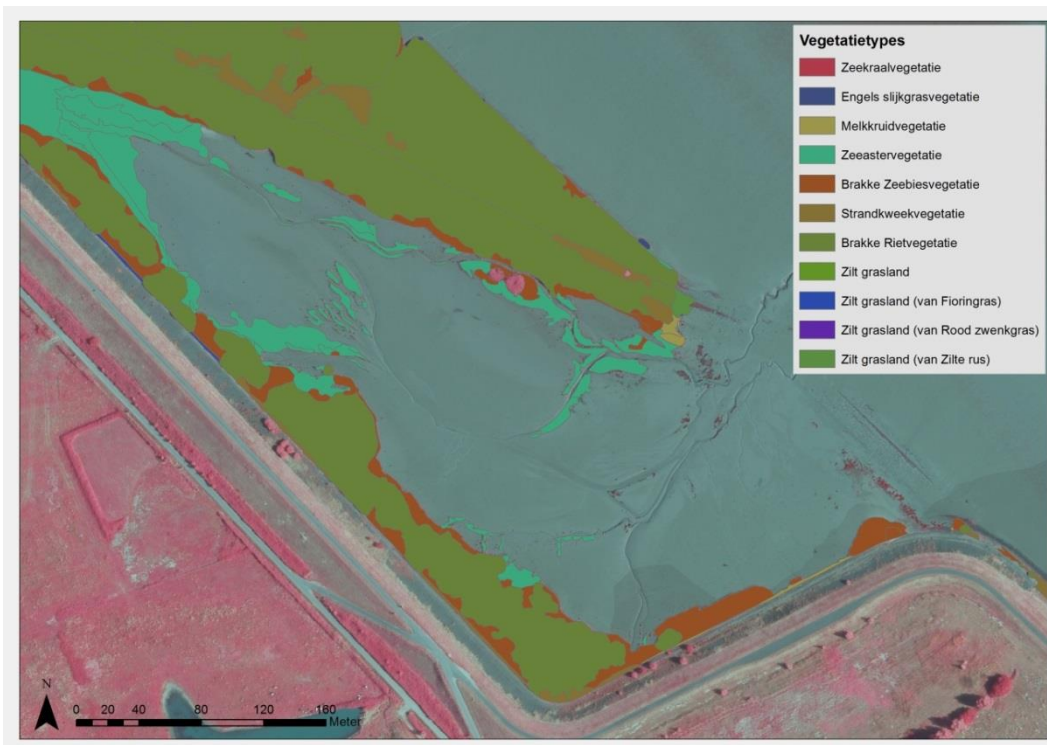 Vegetatietypes
Zeekraalvegetatie
Engels slijkgrasvegetatie
Melkkruidvegetatie
Zeeastervegetatie
Brakke Zeebiesvegetatie
Strandkweekvegetatie
Brakke Rietvegetatie
Zilt grasland
Zilt grasland (van Fioringras)
Zilt grasland (van Rood zwenkgras)
Zilt grasland (van Zilte rus)
N
0 20 40 80 120 160
Meter